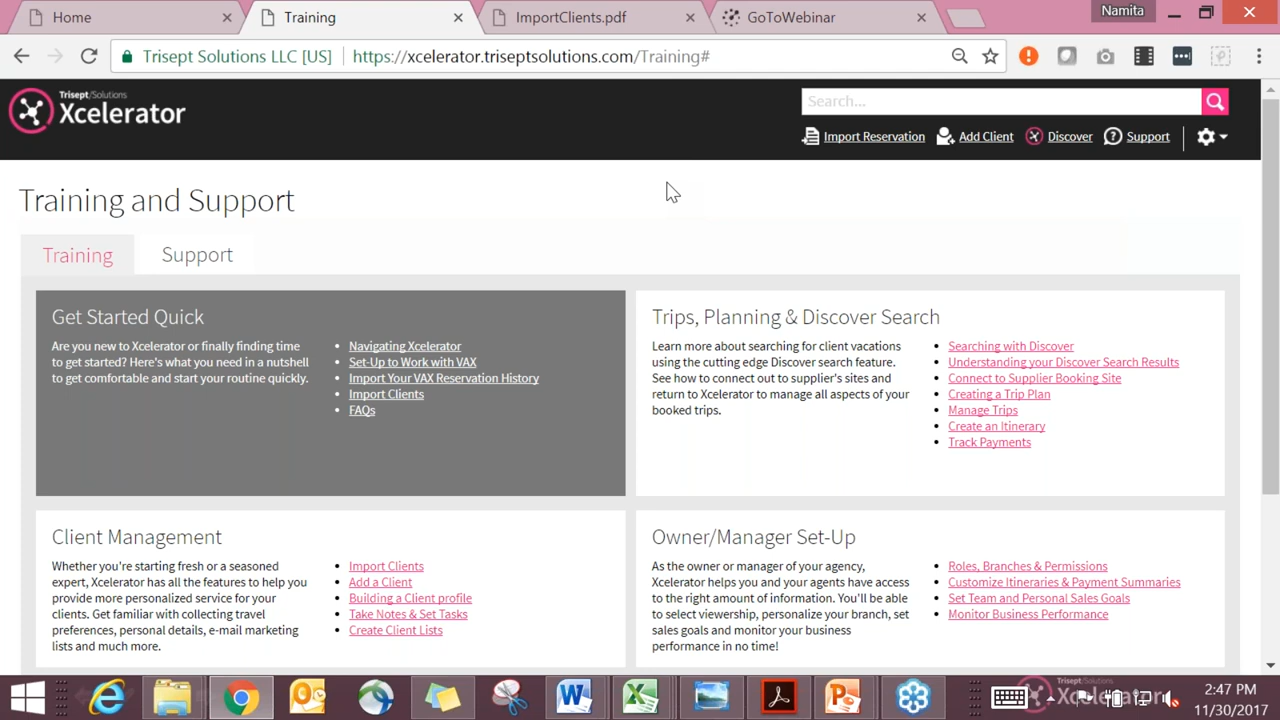 Home
Training
ImportClients.pdf
GoToWebinar
Namita
Trisept Solutions LLC [US]
https://xcelerator.triseptsolutions.com/Training#
Trisept/Solutions
Xcelerator
Search...
Import Reservation
Add Client
Discover
Support
Training and Support
Training
Support
Get Started Quick
Are you new to Xcelerator or finally finding time
to get started? Here's what you need in a nutshell
to get comfortable and start your routine quickly.
Navigating Xcelerator
Set-Up to Work with VAX
Import Your VAX Reservation History
Import Clients
FAQs
Trips, Planning & Discover Search
Learn more about searching for client vacations
using the cutting edge Discover search feature.
See how to connect out to supplier's sites and
return to Xcelerator to manage all aspects of your
booked trips.
Searching with Discover
Understanding your Discover Search Results
Connect to Supplier Booking Site
Creating a Trip Plan
Manage Trips
Create an Itinerary
Track Payments
Client Management
Whether you're starting fresh or a seasoned
expert, Xcelerator has all the features to help you
provide more personalized service for your
clients. Get familiar with collecting travel
preferences, personal details, e-mail marketing
lists and much more.
Import Clients
Add a Client
Building a Client profile
Take Notes & Set Tasks
Create Client Lists
Owner/Manager Set-Up
As the owner or manager of your agency,
Xcelerator helps you and your agents have access
to the right amount of information. You'll be able
to select viewership, personalize your branch, set
sales goals and monitor your business
performance in no time!
Roles, Branches & Permissions
Customize Itineraries & Payment Summaries
Set Team and Personal Sales Goals
Monitor Business Performance
Trisept/Solutions
Xcelerator
2:47 PM
11/30/2017